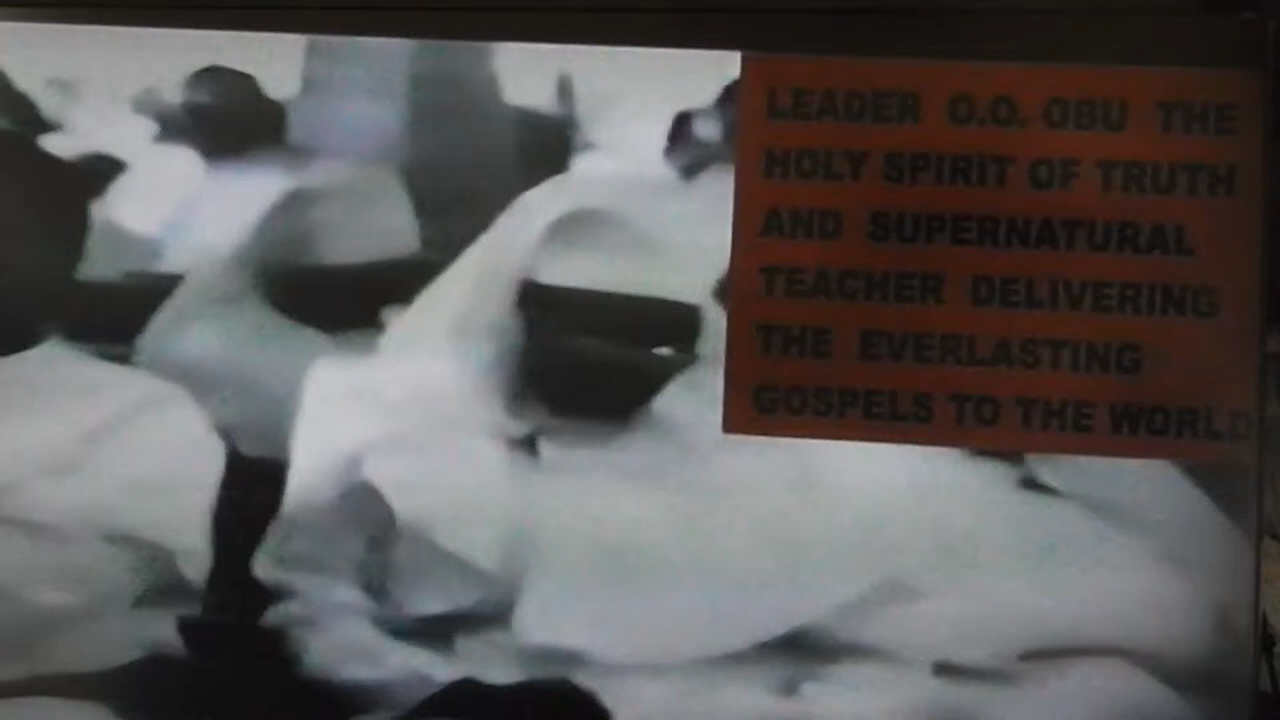 LEADER O.O. OBU THE
HOLY SPIRIT OF TRUTH
AND SUPERNATURAL
TEACHER DELIVERING
THE EVERLASTING
GOSPELS TO THE WORLD